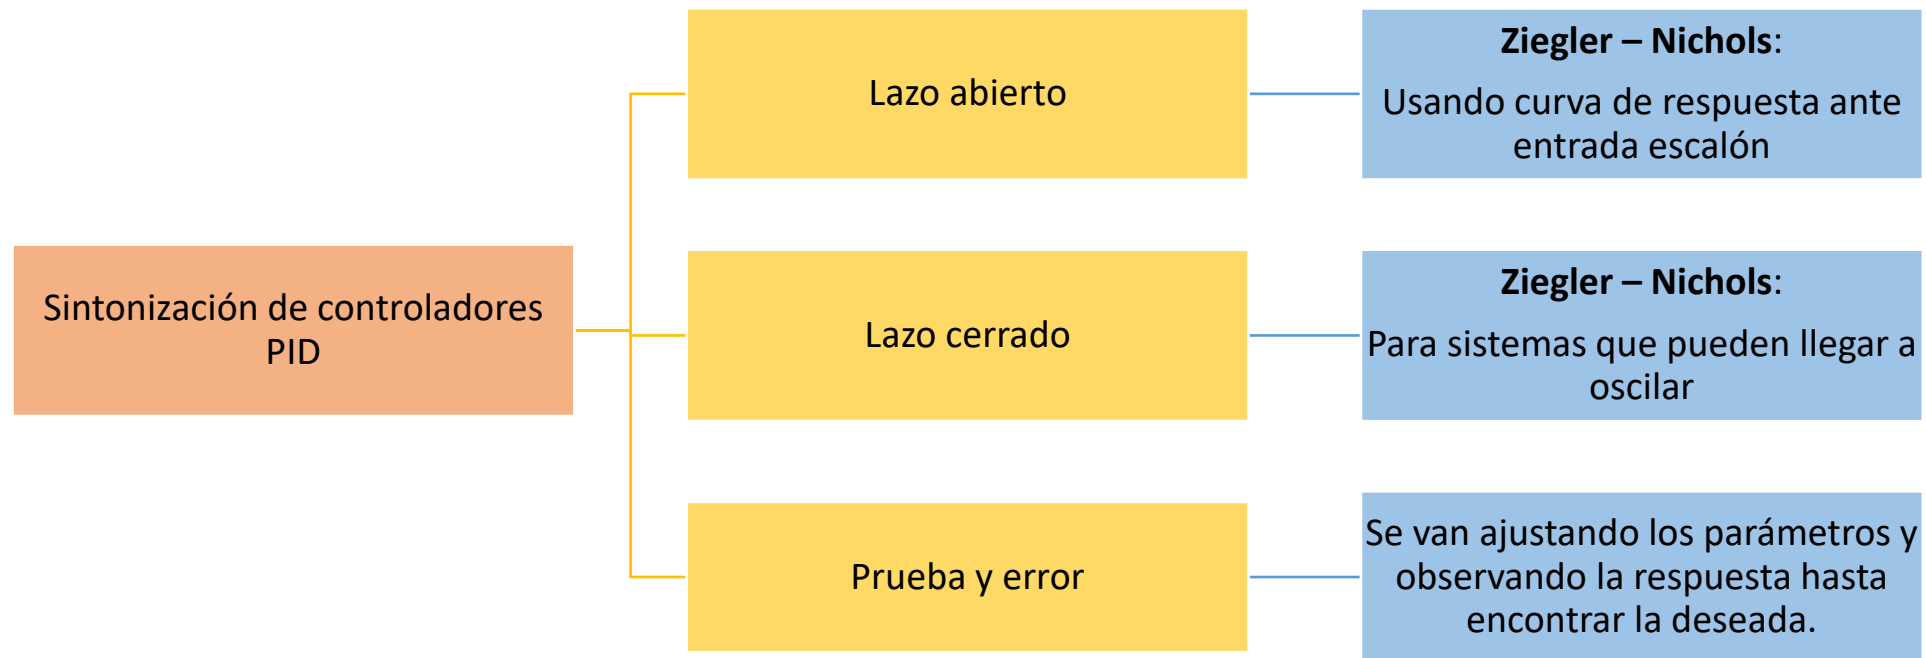 Sintonización de controladores
PID
Lazo abierto
Ziegler – Nichols:
Usando curva de respuesta ante
entrada escalón
Lazo cerrado
Ziegler – Nichols:
Para sistemas que pueden llegar a
oscilar
Prueba y error
Se van ajustando los parámetros y
observando la respuesta hasta
encontrar la deseada.